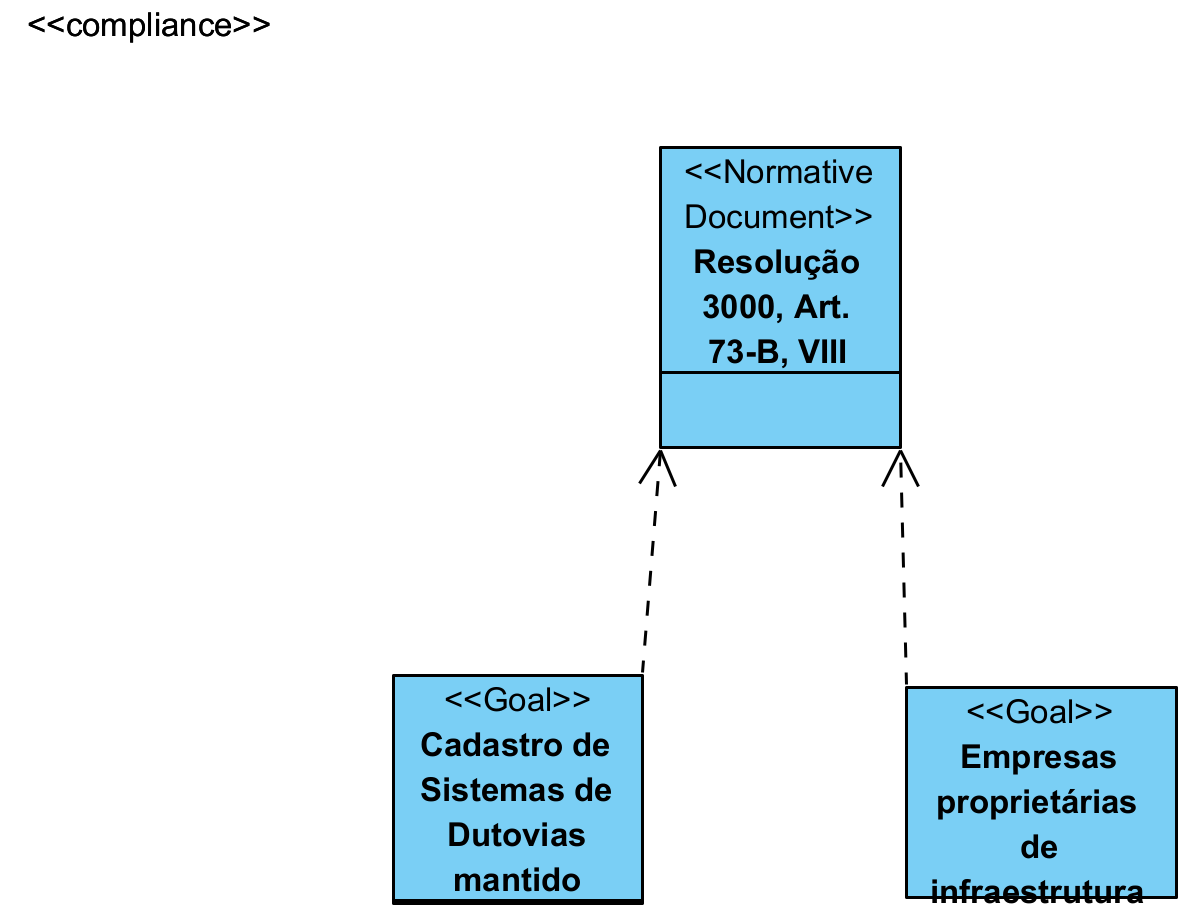 <<compliance>>
<<Normative
Document>>
Resolução
3000, Art.
73-B, VIII
<<Goal>>
Cadastro de
Sistemas de
Dutovias
mantido
<<Goal>>
Empresas
proprietárias
de
infraestrutura